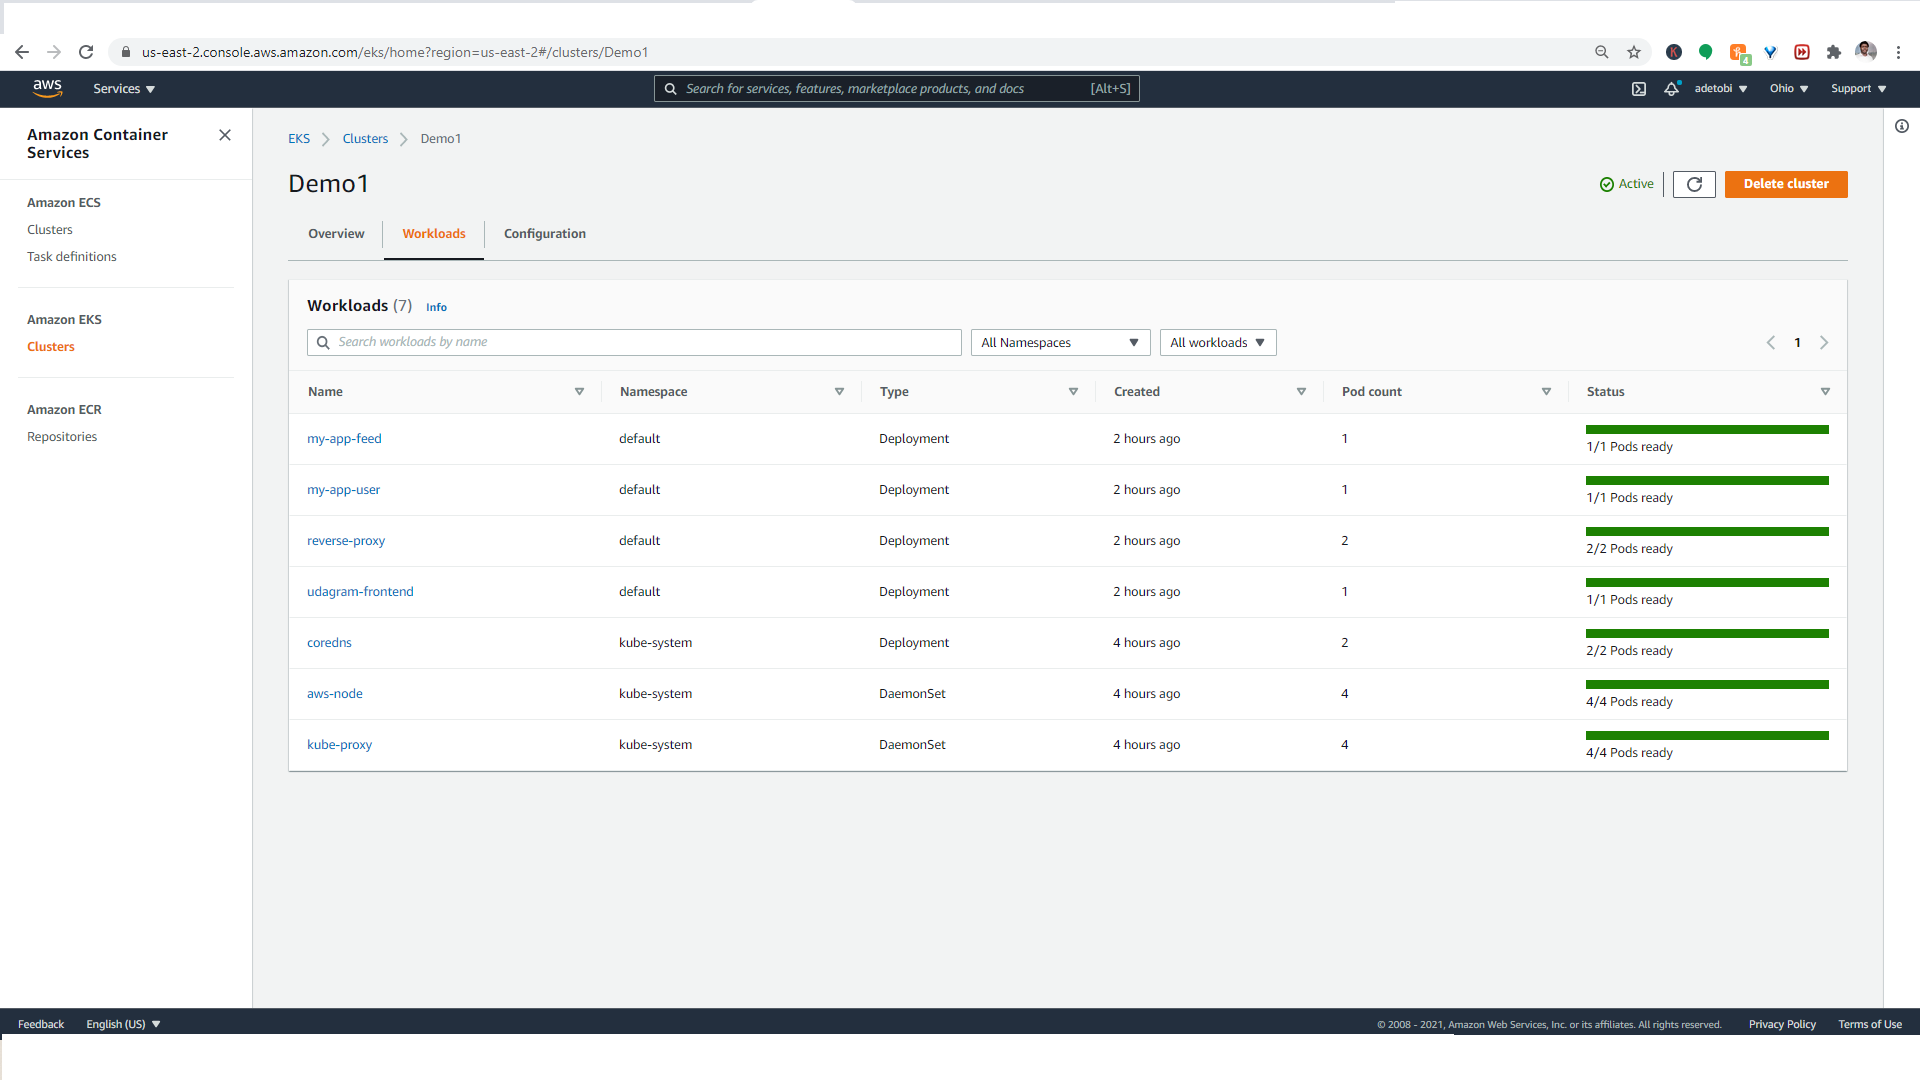 us-east-2.console.aws.amazon.com/eks/home?region=us-east-2#/clusters/Demo1
K
4
aws
Services
Search for services, features, marketplace products, and docs [Alt+S]
adetobi
Ohio
Support
Amazon Container Services
Amazon ECS
Clusters
Task definitions
Amazon EKS
Clusters
Amazon ECR
Repositories
EKS Clusters Demo1
Demo1
Active
Delete cluster
Overview Workloads Configuration
Workloads (7) Info
Search workloads by name
All Namespaces
All workloads
1
Name Namespace Type Created Pod count Status
my-app-feed default Deployment 2 hours ago 1 1/1 Pods ready
my-app-user default Deployment 2 hours ago 1 1/1 Pods ready
reverse-proxy default Deployment 2 hours ago 2 2/2 Pods ready
udagram-frontend default Deployment 2 hours ago 1 1/1 Pods ready
coredns kube-system Deployment 4 hours ago 2 2/2 Pods ready
aws-node kube-system DaemonSet 4 hours ago 4 4/4 Pods ready
kube-proxy kube-system DaemonSet 4 hours ago 4 4/4 Pods ready
Feedback English (US) © 2008 - 2021, Amazon Web Services, Inc. or its affiliates. All rights reserved. Privacy Policy Terms of Use